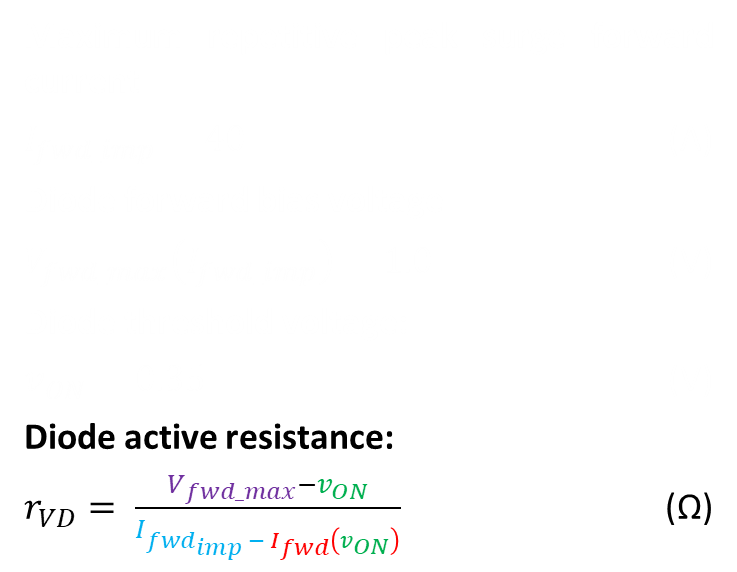 Diode active resistance:
r_VD = (V_fwd_max − v_ON) / (I_fwd_imp − I_fwd(v_ON)) (Ω)